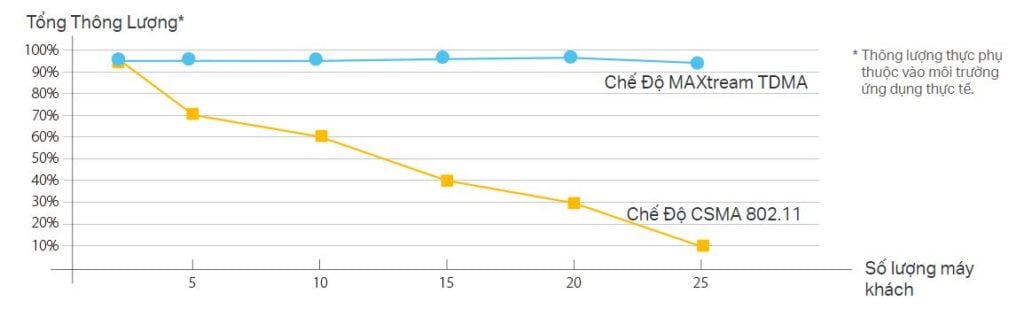 Tổng Thông Lượng*
100%
90%
80%
70%
60%
50%
40%
30%
20%
10%
Chế Độ MAXtream TDMA
Chế Độ CSMA 802.11
5
10
15
20
25
Số lượng máy
khách
* Thông lượng thực phụ
thuộc vào môi trường
ứng dụng thực tế.